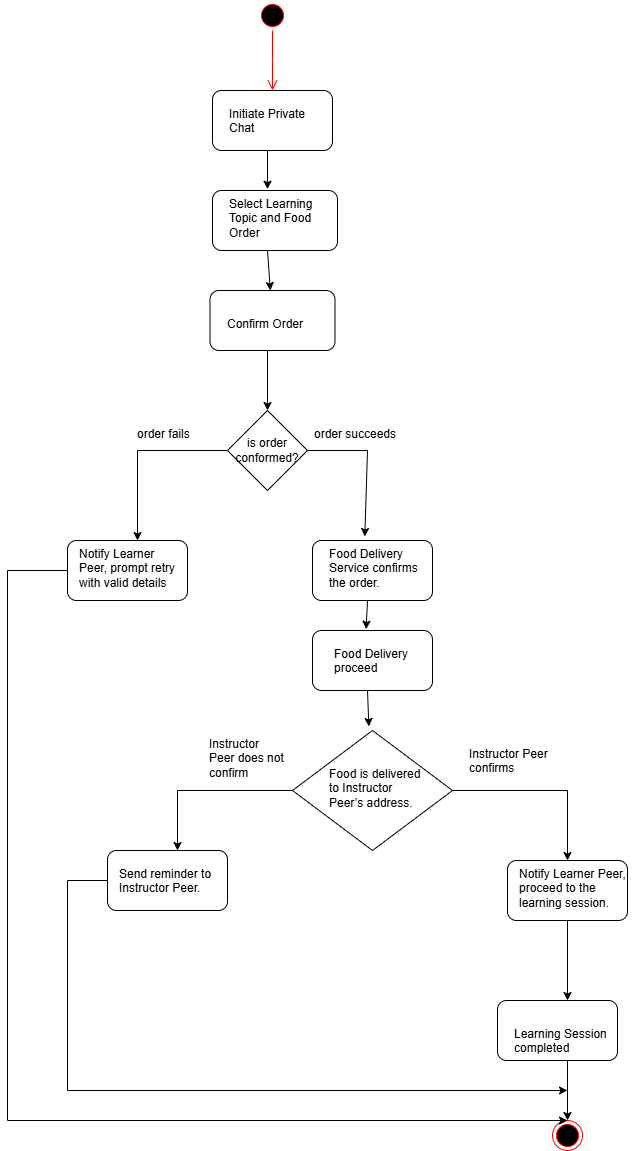 Initiate Private
Chat
Select Learning
Topic and Food
Order
Confirm Order
order fails
order succeeds
is order
conformed?
Notify Learner
Peer, prompt retry
with valid details
Food Delivery
Service confirms
the order.
Food Delivery
proceed
Instructor
Peer does not
confirm
Instructor Peer
confirms
Food is delivered
to Instructor
Peer's address.
Send reminder to
Instructor Peer.
Notify Learner Peer,
proceed to the
learning session.
Learning Session
completed